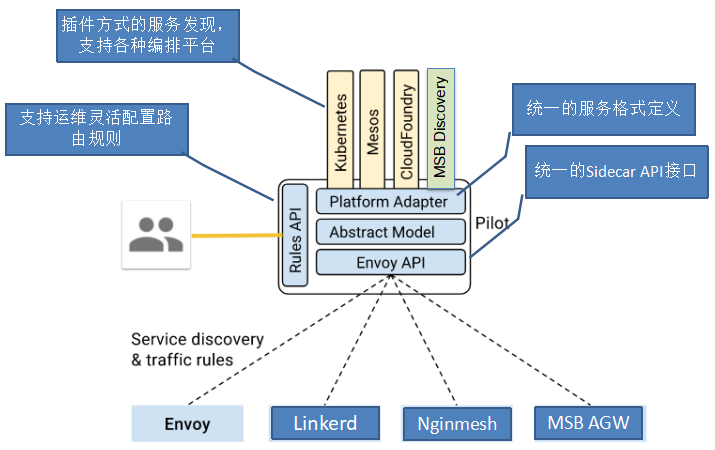 插件方式的服务发现，
支持各种编排平台
Kubernetes
Mesos
CloudFoundry
MSB Discovery
统一的服务格式定义
支持运维灵活配置路
由规则
统一的Sidecar API接口
Rules API
Platform Adapter
Abstract Model
Envoy API
Pilot
Service discovery
& traffic rules
Envoy
Linkerd
Nginmesh
MSB AGW